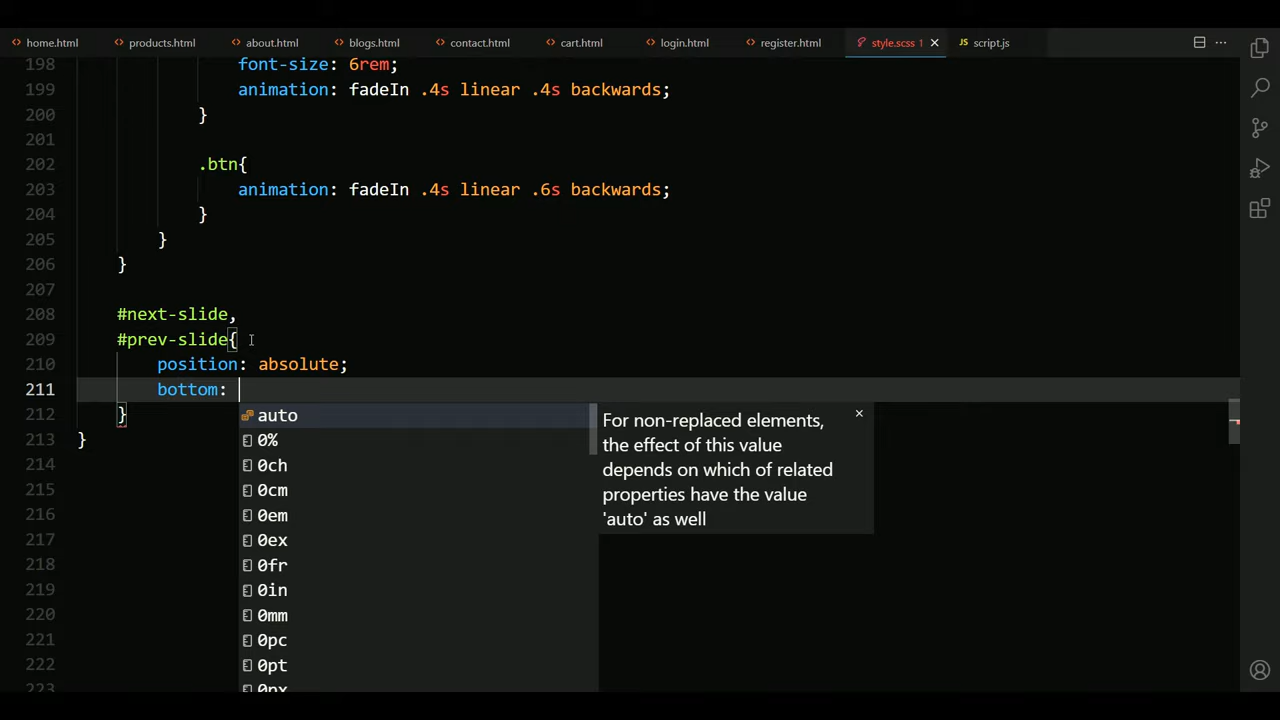 home.html products.html about.html blogs.html contact.html cart.html login.html register.html style.scss 1 script.js
198 font-size: 6rem;
199 animation: fadeIn .4s linear .4s backwards;
200 }
201
202 .btn{
203 animation: fadeIn .4s linear .6s backwards;
204 }
205 }
206 }
207
208 #next-slide,
209 #prev-slide{
210 position: absolute;
211 bottom:
212 }
213 }
214
215
216
217
218
219
220
221
222
223
auto
0%
0ch
0cm
0em
0ex
0fr
0in
0mm
0pc
0pt
0px
For non-replaced elements,
the effect of this value
depends on which of related
properties have the value
'auto' as well